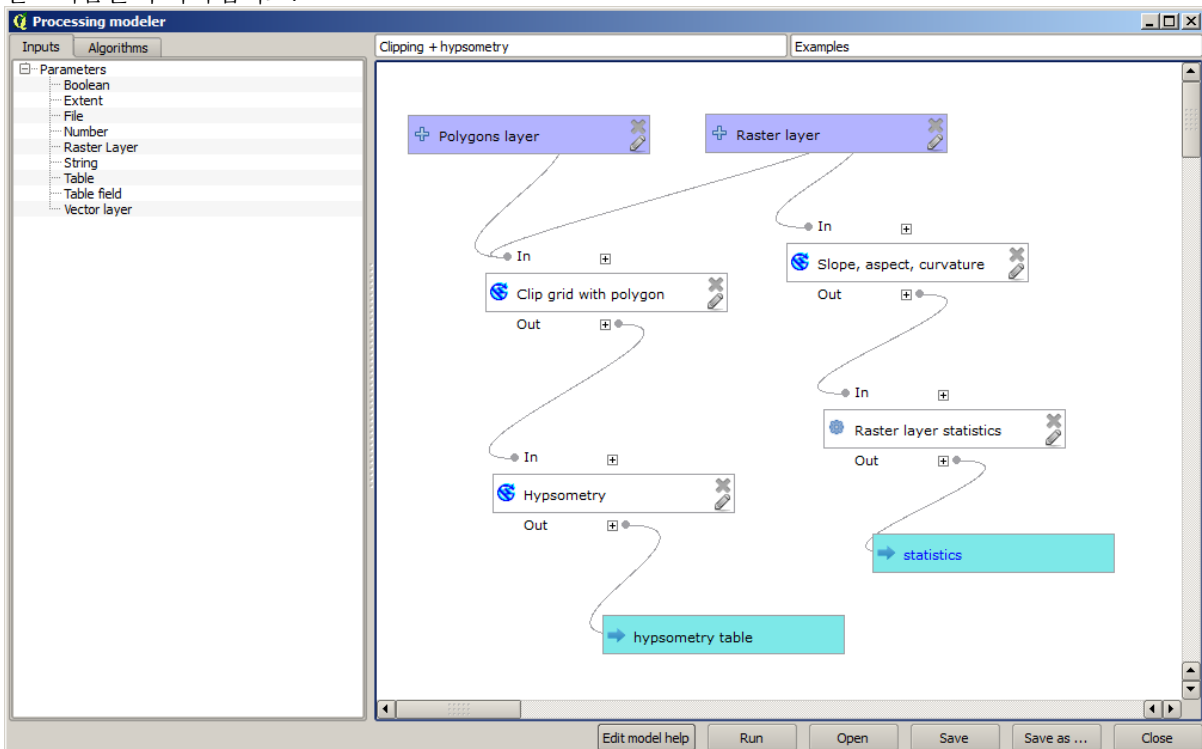 Processing modeler
Inputs
Algorithms
Clipping + hypsometry
Examples
Parameters
Boolean
Extent
File
Number
Raster Layer
String
Table
Table field
Vector layer
Polygons layer
Raster layer
In
Slope, aspect, curvature
Out
In
Clip grid with polygon
Out
In
Raster layer statistics
Out
In
Hypsometry
Out
statistics
hypsometry table
Edit model help
Run
Open
Save
Save as ...
Close